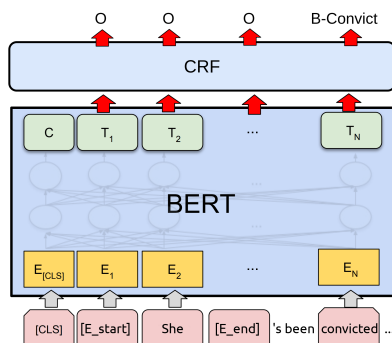 O O O B-Convict
CRF
C T1 T2 ... TN
...
BERT
...
E[CLS] E1 E2 ... EN
[CLS] [E_start] She [E_end] 's been convicted ...